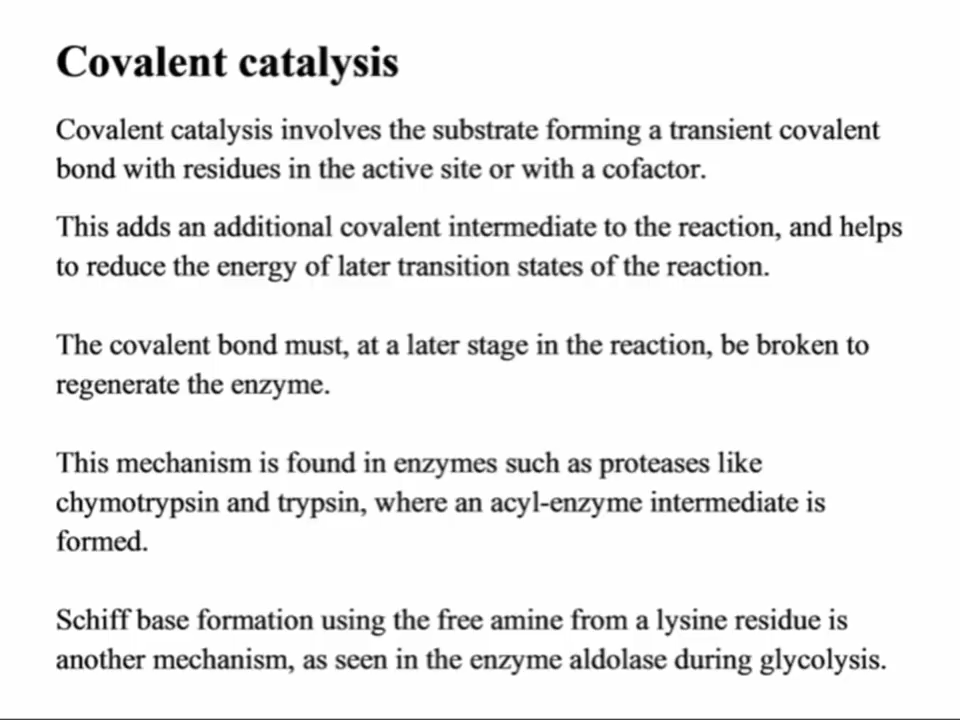 Covalent catalysis
Covalent catalysis involves the substrate forming a transient covalent
bond with residues in the active site or with a cofactor.
This adds an additional covalent intermediate to the reaction, and helps
to reduce the energy of later transition states of the reaction.
The covalent bond must, at a later stage in the reaction, be broken to
regenerate the enzyme.
This mechanism is found in enzymes such as proteases like
chymotrypsin and trypsin, where an acyl-enzyme intermediate is
formed.
Schiff base formation using the free amine from a lysine residue is
another mechanism, as seen in the enzyme aldolase during glycolysis.